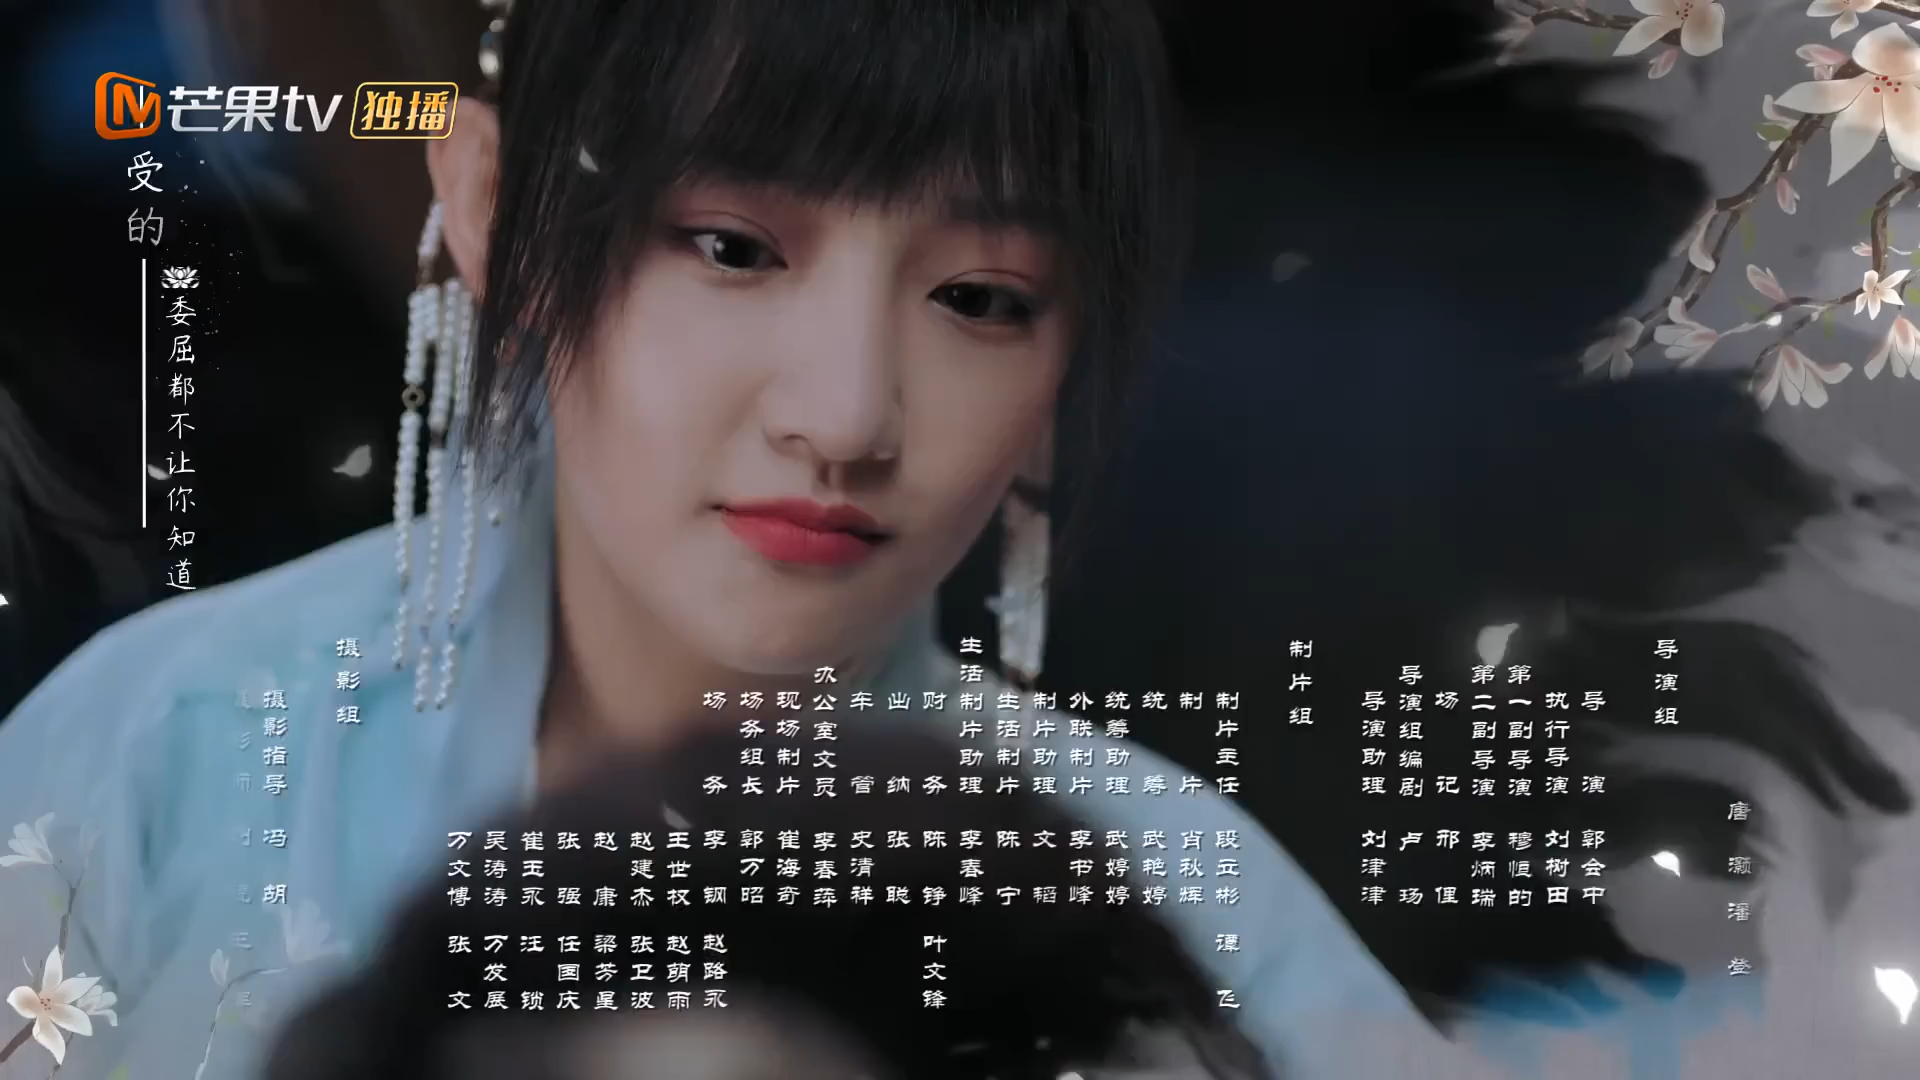 芒果tv 独播
受的
委屈都不让你知道
导演组
导演 郭会中
执行导演 刘树田
第一副导演 穆恒的
第二副导演 李炳瑞
场记 邢俚
导演组编剧 卢玚
导演助理 刘津津
制片组
制片主任 段立彬 谭飞
制片 肖秋辉
统筹 武艳婷
统筹助理 武婷婷
外联制片 李书峰
制片助理 文韬
生活制片 陈宁
生活制片助理 李春峰
财务 陈铮 叶文锋
出纳 张聪
车管 史清祥
办公室文员 李春萍
现场制片 崔海奇
场务组长 郭万昭
场务 李钢 赵路永
王世权 赵萌雨
赵建杰 张卫波
赵康 梁芳星
张强 任国庆
崔玉永 汪锁
吴涛涛 万发展
万文博 张文
摄影组
摄影指导 冯胡
唐灏潘登